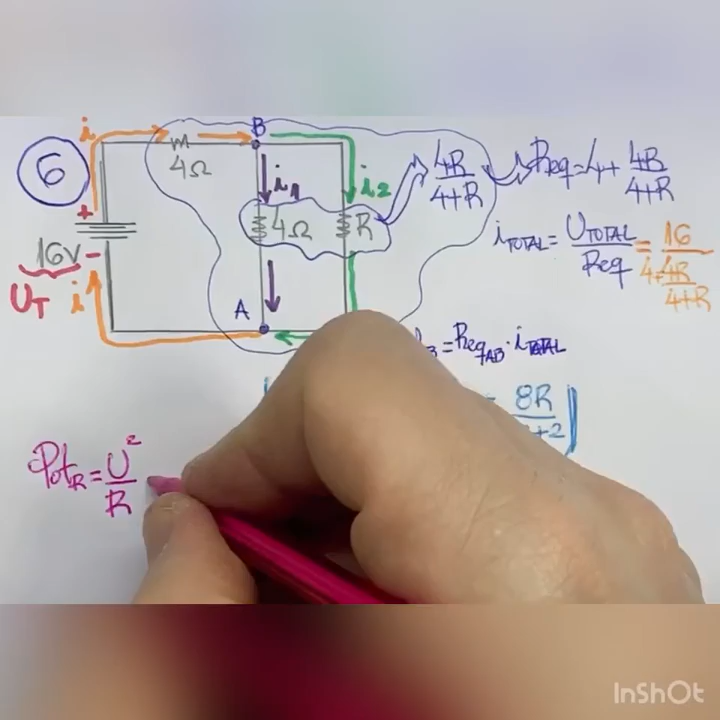 6
i
4Ω
B
i1
i2
4Ω
R
16V
+
-
UT
i
A
4R/4+R
Req=4+4R/4+R
iTOTAL=UTOTAL/Req=16/4+4R/4+R
B=ReqAB·iTOTAL
8R
+2
PotR=U²/R
InShOt